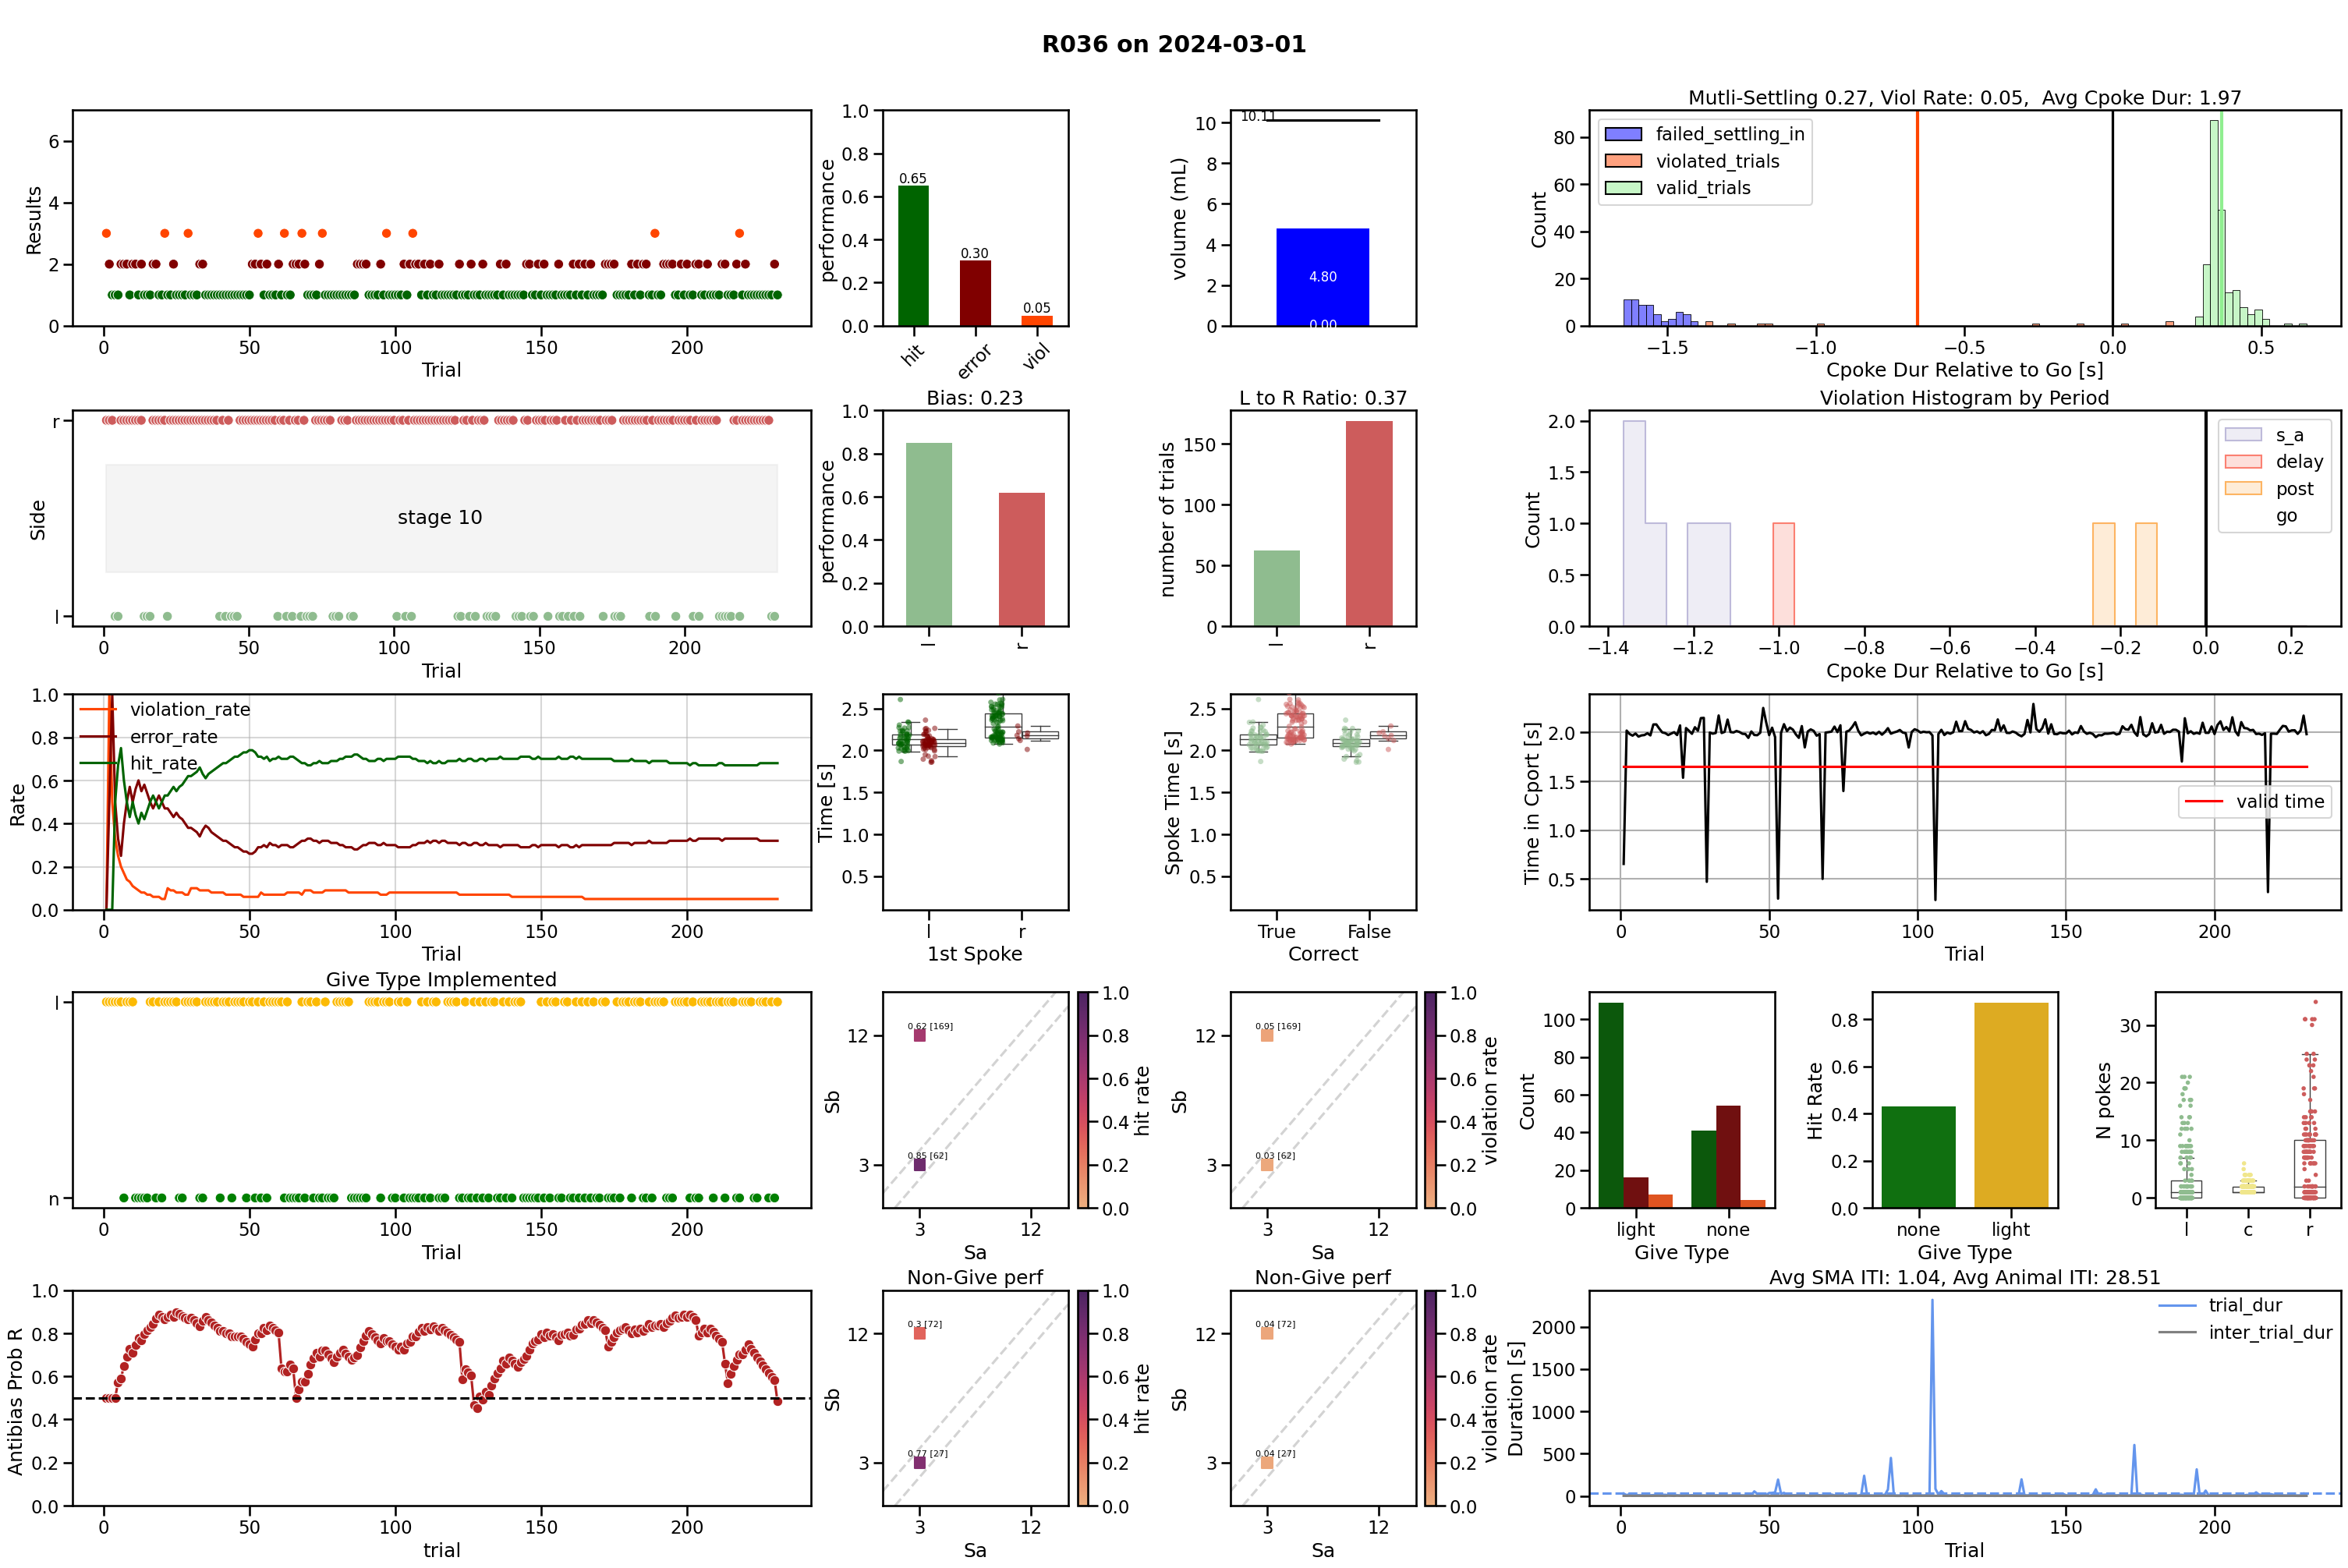 R036 on 2024-03-01
Results
6
4
2
0
0 50 100 150 200
Trial
performance
1.0
0.8
0.6
0.4
0.2
0.0
0.65
0.30
0.05
hit error viol
volume (mL)
10
8
6
4
2
0
10.11
4.80
0.00
Mutli-Settling 0.27, Viol Rate: 0.05,  Avg Cpoke Dur: 1.97
failed_settling_in
violated_trials
valid_trials
Count
80
60
40
20
0
−1.5 −1.0 −0.5 0.0 0.5
Cpoke Dur Relative to Go [s]
Side
r
stage 10
l
0 50 100 150 200
Trial
Bias: 0.23
performance
1.0
0.8
0.6
0.4
0.2
0.0
l r
L to R Ratio: 0.37
number of trials
150
100
50
0
l r
Violation Histogram by Period
Count
2.0
1.5
1.0
0.5
0.0
s_a
delay
post
go
−1.4 −1.2 −1.0 −0.8 −0.6 −0.4 −0.2 0.0 0.2
Cpoke Dur Relative to Go [s]
Rate
1.0
0.8
0.6
0.4
0.2
0.0
violation_rate
error_rate
hit_rate
0 50 100 150 200
Trial
Time [s]
2.5
2.0
1.5
1.0
0.5
l r
1st Spoke
Spoke Time [s]
2.5
2.0
1.5
1.0
0.5
True False
Correct
Time in Cport [s]
2.0
1.5
1.0
0.5
valid time
0 50 100 150 200
Trial
Give Type Implemented
l
n
0 50 100 150 200
Trial
Sb
12
3
0.62 [169]
0.85 [62]
3 12
Sa
1.0
0.8
0.6
0.4
0.2
0.0
hit rate
Sb
12
3
0.05 [169]
0.03 [62]
3 12
Sa
1.0
0.8
0.6
0.4
0.2
0.0
violation rate
Count
100
80
60
40
20
0
light none
Give Type
Hit Rate
0.8
0.6
0.4
0.2
0.0
none light
Give Type
N pokes
30
20
10
0
l c r
Antibias Prob R
1.0
0.8
0.6
0.4
0.2
0.0
0 50 100 150 200
trial
Non-Give perf
Sb
12
3
0.3 [72]
0.77 [27]
3 12
Sa
1.0
0.8
0.6
0.4
0.2
0.0
hit rate
Non-Give perf
Sb
12
3
0.04 [72]
0.04 [27]
3 12
Sa
1.0
0.8
0.6
0.4
0.2
0.0
violation rate
Avg SMA ITI: 1.04, Avg Animal ITI: 28.51
Duration [s]
2000
1500
1000
500
0
trial_dur
inter_trial_dur
0 50 100 150 200
Trial